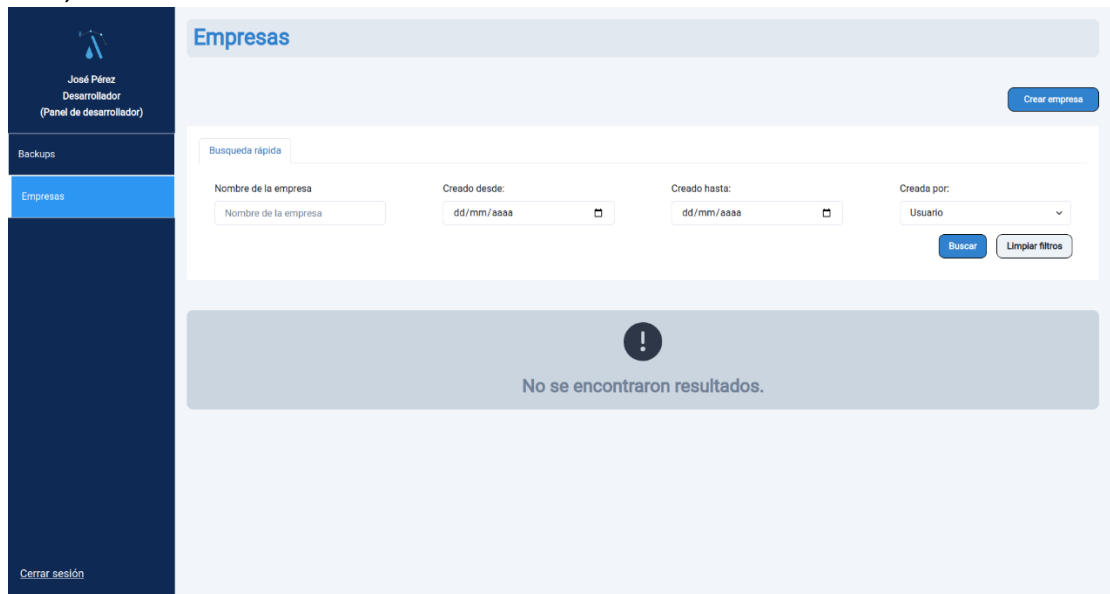 José Pérez
Desarrollador
(Panel de desarrollador)
Backups
Empresas
Cerrar sesión
Empresas
Crear empresa
Busqueda rápida
Nombre de la empresa
Nombre de la empresa
Creado desde:
dd/mm/aaaa
Creado hasta:
dd/mm/aaaa
Creada por:
Usuario
Buscar
Limpiar filtros
No se encontraron resultados.